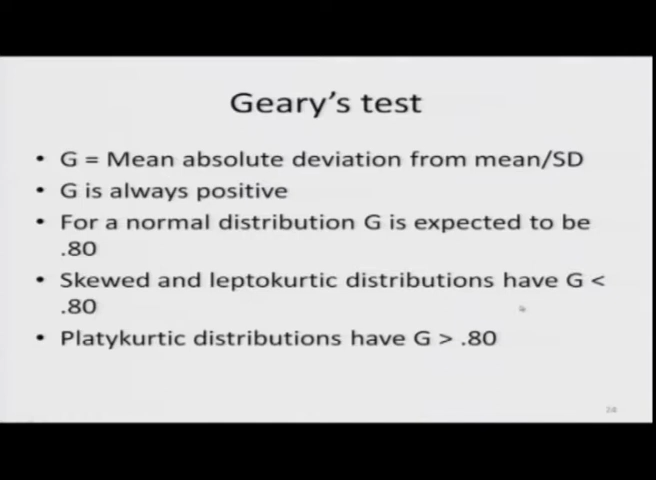 Geary's test
• G = Mean absolute deviation from mean/SD
• G is always positive
• For a normal distribution G is expected to be
.80
• Skewed and leptokurtic distributions have G <
.80
• Platykurtic distributions have G > .80